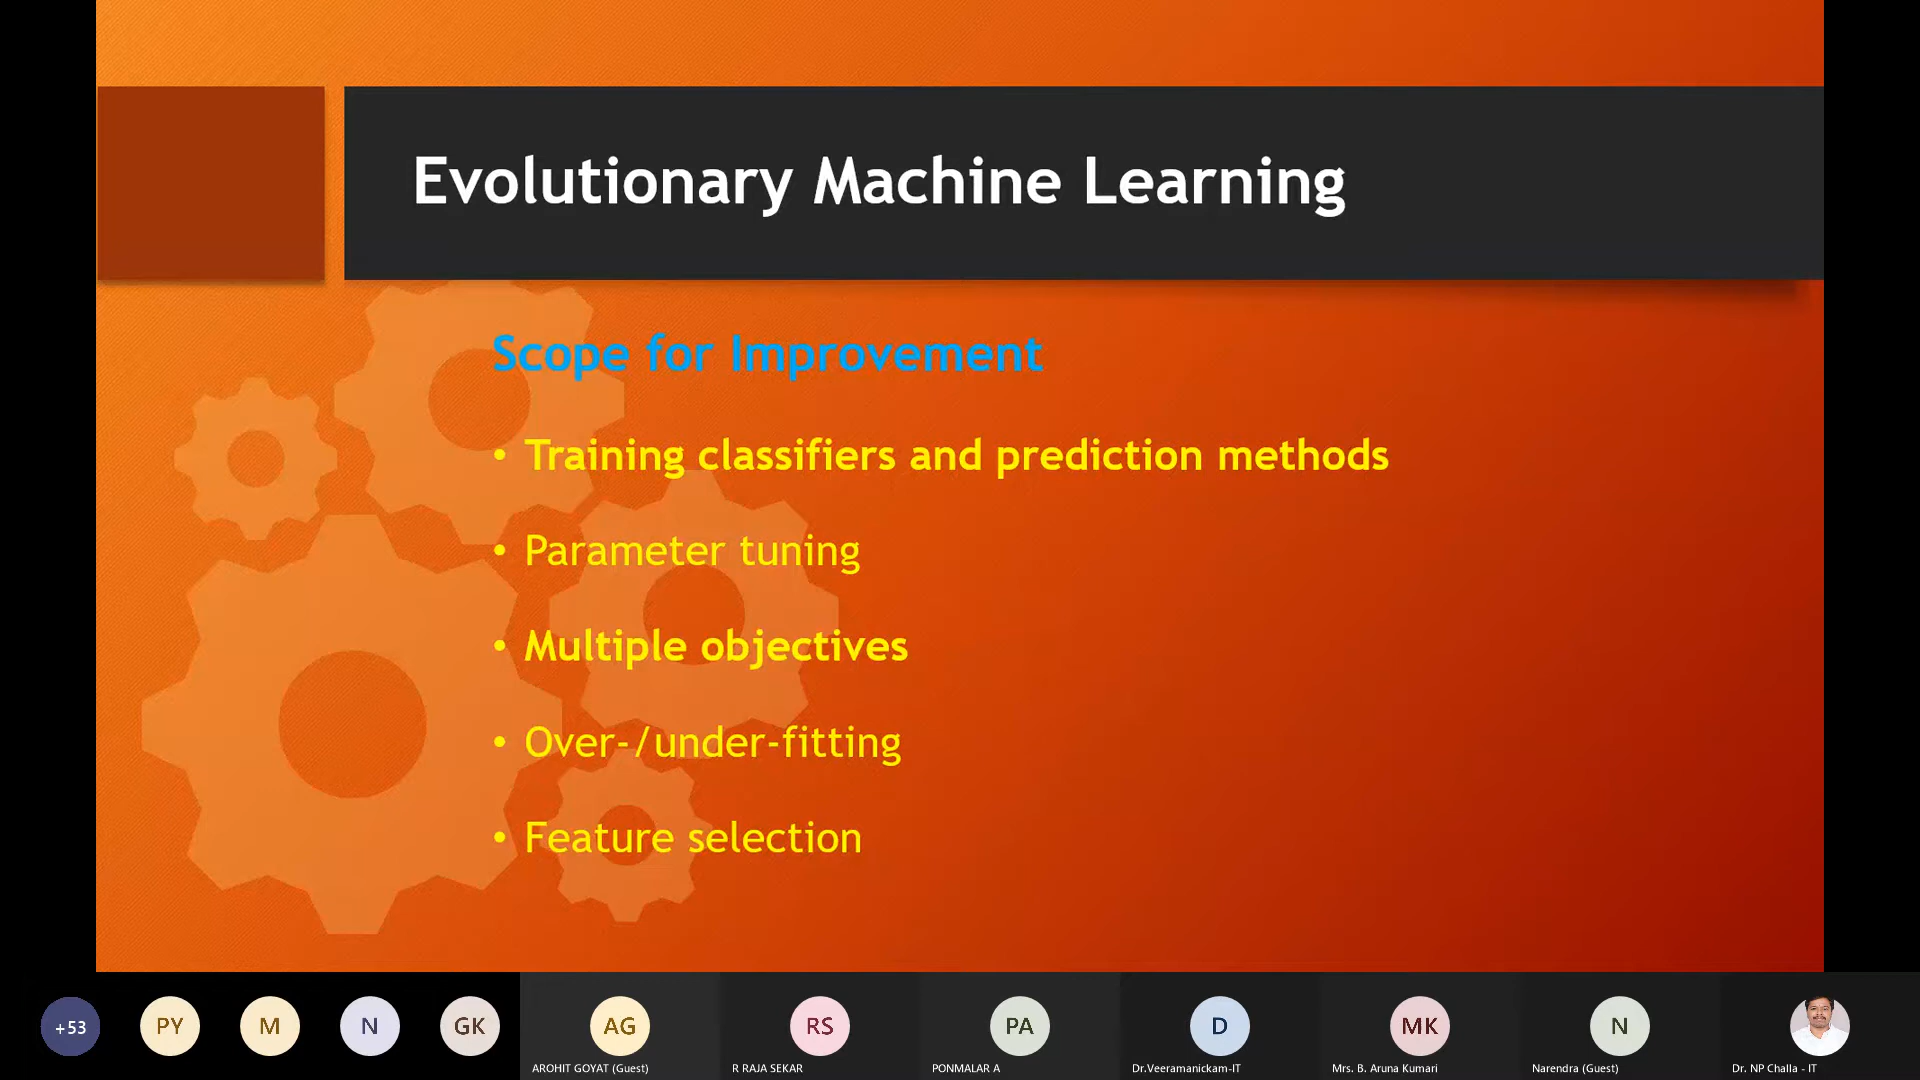 Evolutionary Machine Learning
Scope for Improvement
• Training classifiers and prediction methods
• Parameter tuning
• Multiple objectives
• Over-/under-fitting
• Feature selection
+53
PY
M
N
GK
AG
RS
PA
D
MK
N
AROHIT GOYAT (Guest)
R RAJA SEKAR
PONMALAR A
Dr.Veeramanickam-IT
Mrs. B. Aruna Kumari
Narendra (Guest)
Dr. NP Challa - IT